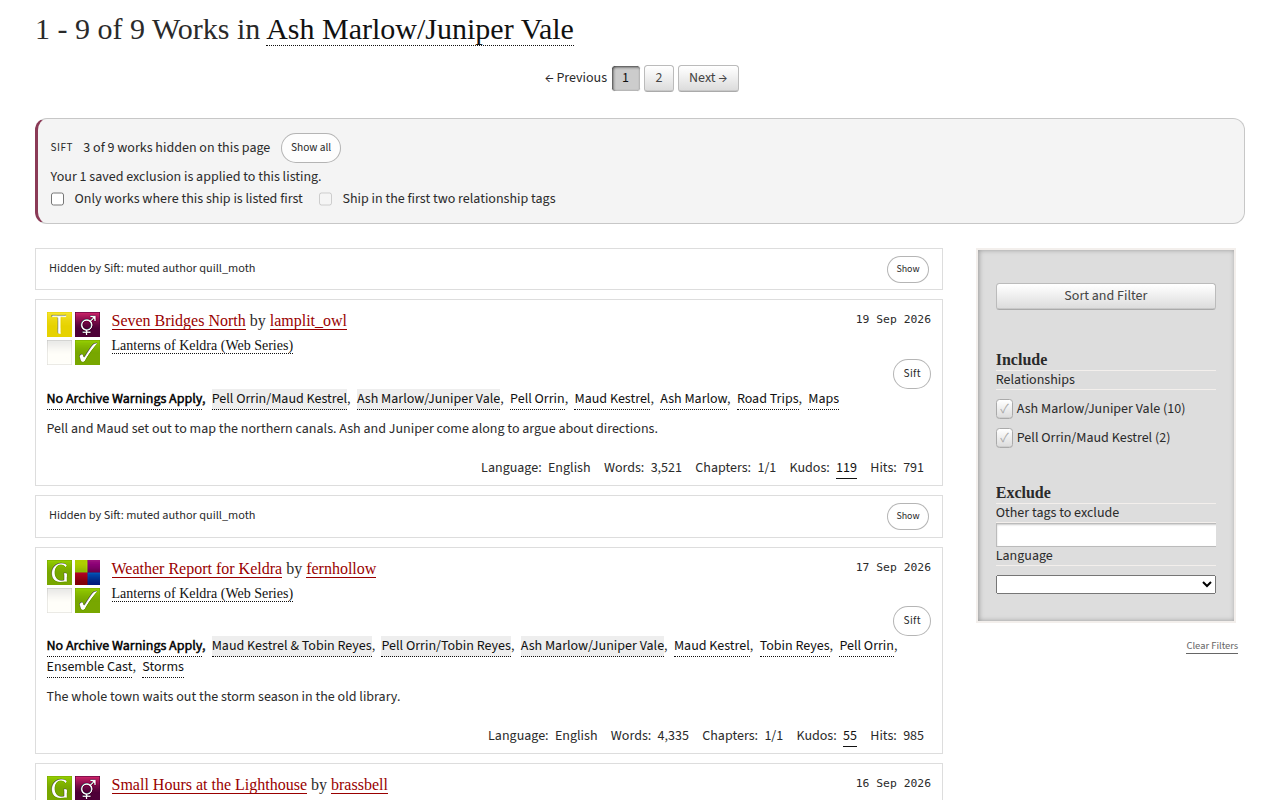 1 - 9 of 9 Works in Ash Marlow/Juniper Vale
← Previous 1 2 Next →
SIFT 3 of 9 works hidden on this page Show all
Your 1 saved exclusion is applied to this listing.
Only works where this ship is listed first Ship in the first two relationship tags
Hidden by Sift: muted author quill_moth Show
T Seven Bridges North by lamplit_owl 19 Sep 2026
Lanterns of Keldra (Web Series)
Sift
No Archive Warnings Apply, Pell Orrin/Maud Kestrel, Ash Marlow/Juniper Vale, Pell Orrin, Maud Kestrel, Ash Marlow, Road Trips, Maps
Pell and Maud set out to map the northern canals. Ash and Juniper come along to argue about directions.
Language: English Words: 3,521 Chapters: 1/1 Kudos: 119 Hits: 791
Hidden by Sift: muted author quill_moth Show
G Weather Report for Keldra by fernhollow 17 Sep 2026
Lanterns of Keldra (Web Series)
Sift
No Archive Warnings Apply, Maud Kestrel & Tobin Reyes, Pell Orrin/Tobin Reyes, Ash Marlow/Juniper Vale, Maud Kestrel, Tobin Reyes, Pell Orrin,
Ensemble Cast, Storms
The whole town waits out the storm season in the old library.
Language: English Words: 4,335 Chapters: 1/1 Kudos: 55 Hits: 985
G Small Hours at the Lighthouse by brassbell 16 Sep 2026
Sort and Filter
Include
Relationships
Ash Marlow/Juniper Vale (10)
Pell Orrin/Maud Kestrel (2)
Exclude
Other tags to exclude
Language
Clear Filters